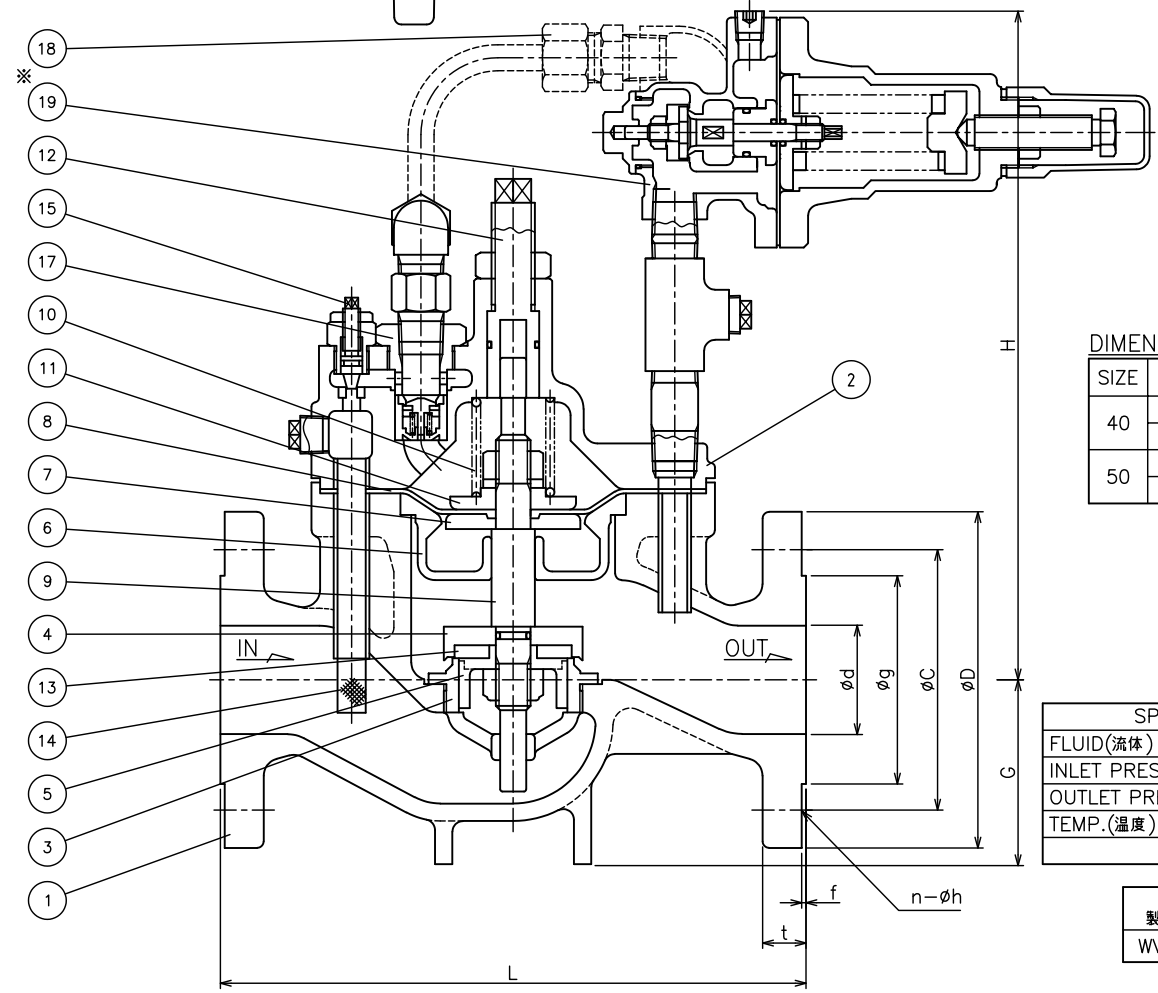 18
※
19
12
15
17
10
11
8
7
6
9
4
13
14
5
3
1
2
IN
OUT
H
G
L
t
f
n-øh
ød
øg
øC
øD
DIMEN
SIZE
40
50
SP
FLUID(流体)
INLET PRES
OUTLET PRE
TEMP.(温度)
製
WV